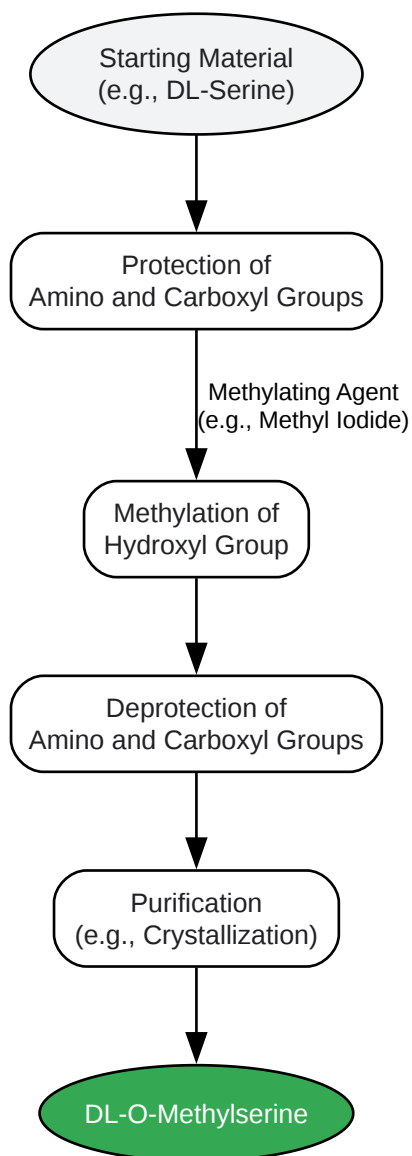 Starting Material
(e.g., DL-Serine)
Protection of
Amino and Carboxyl Groups
Methylating Agent
(e.g., Methyl Iodide)
Methylation of
Hydroxyl Group
Deprotection of
Amino and Carboxyl Groups
Purification
(e.g., Crystallization)
DL-O-Methylserine